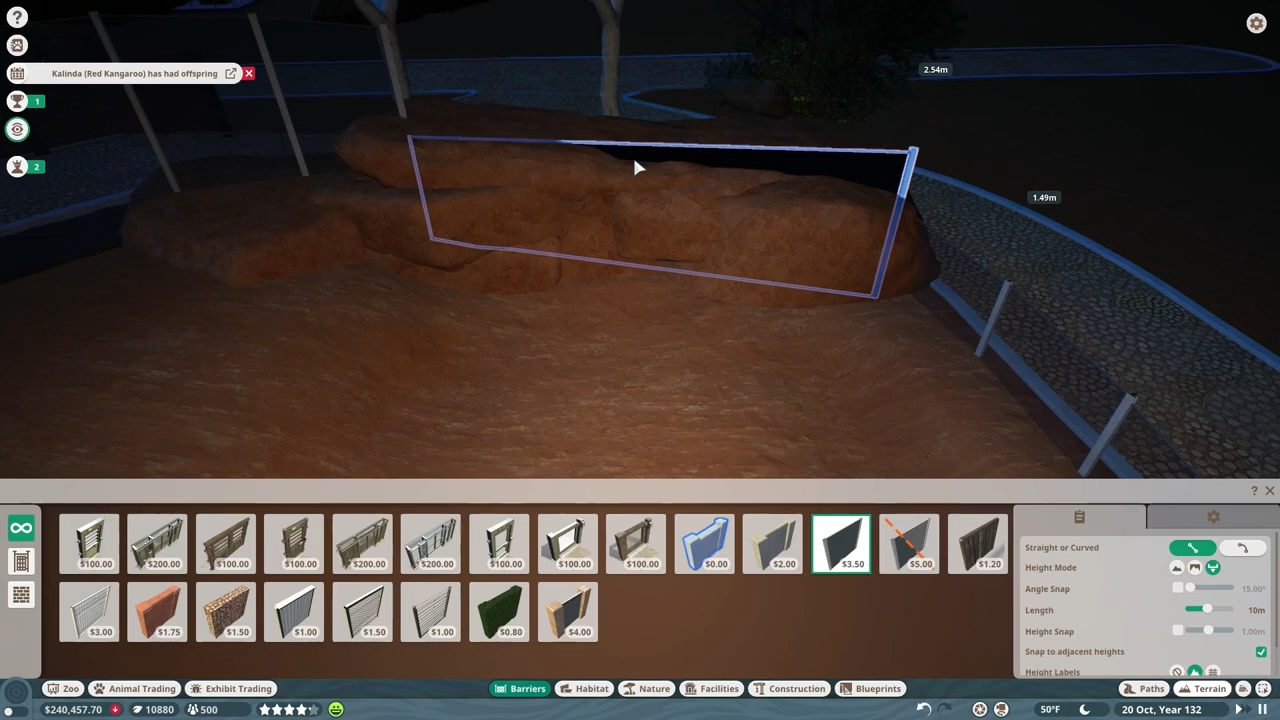 ?
Kalinda (Red Kangaroo) has had offspring
1
2
2.54m
1.49m
?
$100.00 $200.00 $100.00 $100.00 $200.00 $200.00 $100.00 $100.00 $100.00 $0.00 $2.00 $3.50 $5.00 $1.20
$3.00 $1.75 $1.50 $1.00 $1.50 $1.00 $0.80 $4.00
Straight or Curved
Height Mode
Angle Snap 15.00°
Length 10m
Height Snap 1.00m
Snap to adjacent heights
Height Labels
Zoo Animal Trading Exhibit Trading Barriers Habitat Nature Facilities Construction Blueprints Paths Terrain
$240,457.70 10880 500 50°F 20 Oct, Year 132